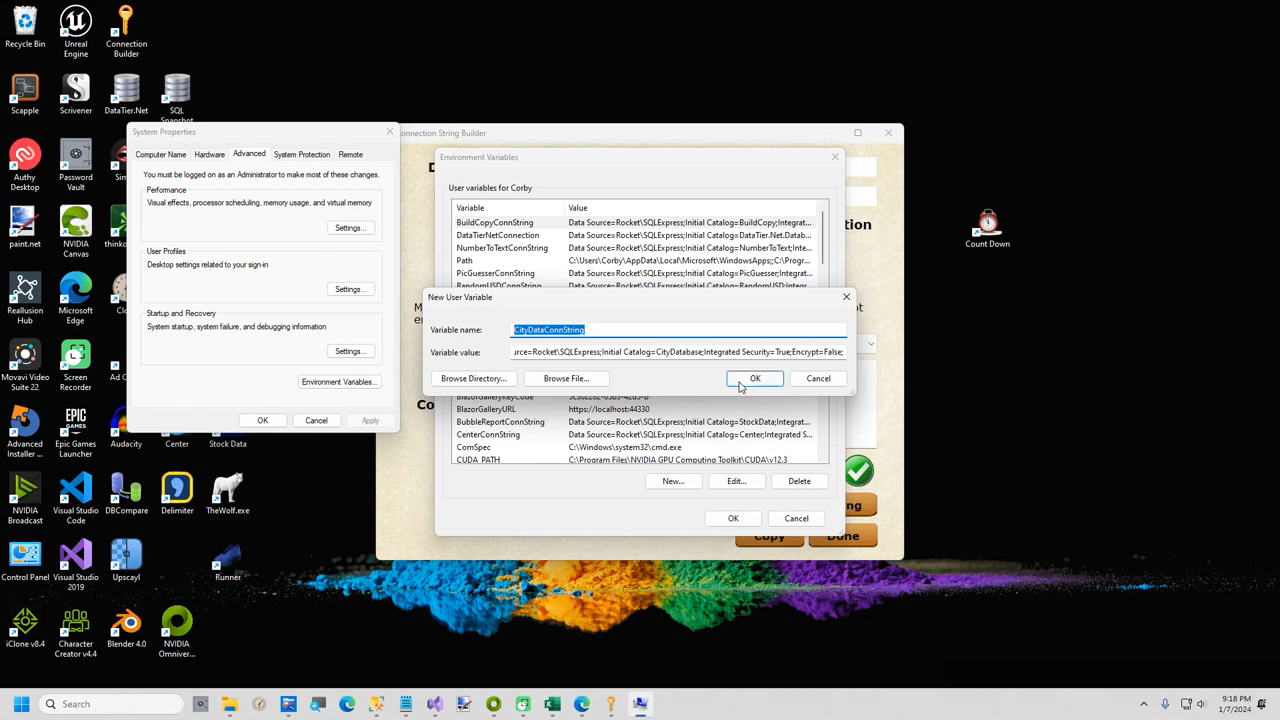 Recycle Bin
Unreal Engine
Connection Builder
Scapple
Scrivener
DataTier.Net
SQL Snapshot
Authy Desktop
Password Vault
paint.net
NVIDIA Canvas
Reallusion Hub
Microsoft Edge
Movavi Video Suite 22
Epic Games Launcher
Advanced Installer ...
Audacity
Center
Stock Data
NVIDIA Broadcast
Visual Studio Code
DBCompare
Delimiter
TheWolf.exe
Control Panel
Visual Studio 2019
Upscayl
Runner
iClone v8.4
Character Creator v4.4
Blender 4.0
NVIDIA Omniver...
Count Down
System Properties
Computer Name
Hardware
Advanced
System Protection
Remote
You must be logged on as an Administrator to make most of these changes.
Performance
Visual effects, processor scheduling, memory usage, and virtual memory
Settings...
User Profiles
Desktop settings related to your sign-in
Settings...
Startup and Recovery
System startup, system failure, and debugging information
Settings...
Environment Variables...
OK
Cancel
Apply
onnection String Builder
Environment Variables
User variables for Corby
Variable Value
BuildCopyConnString Data Source=Rocket\SQLExpress;Initial Catalog=BuildCopy;Integrat...
DataTierNetConnection Data Source=Rocket\SQLExpress;Initial Catalog=DataTier.Net.Datab...
NumberToTextConnString Data Source=Rocket\SQLExpress;Initial Catalog=NumberToText;Inte...
Path C:\Users\Corby\AppData\Local\Microsoft\WindowsApps;;C:\Progr...
PicGuesserConnString Data Source=Rocket\SQLExpress;Initial Catalog=PicGuesser;Integrat...
New User Variable
Variable name: CityDataConnString
Variable value: urce=Rocket\SQLExpress;Initial Catalog=CityDatabase;Integrated Security=True;Encrypt=False;
Browse Directory...
Browse File...
OK
Cancel
BlazorGalleryURL https://localhost:44330
BubbleReportConnString Data Source=Rocket\SQLExpress;Initial Catalog=StockData;Integrat...
CenterConnString Data Source=Rocket\SQLExpress;Initial Catalog=Center;Integrated S...
ComSpec C:\Windows\system32\cmd.exe
CUDA_PATH C:\Program Files\NVIDIA GPU Computing Toolkit\CUDA\v12.3
New...
Edit...
Delete
OK
Cancel
Copy
Done
Search
9:18 PM
1/7/2024